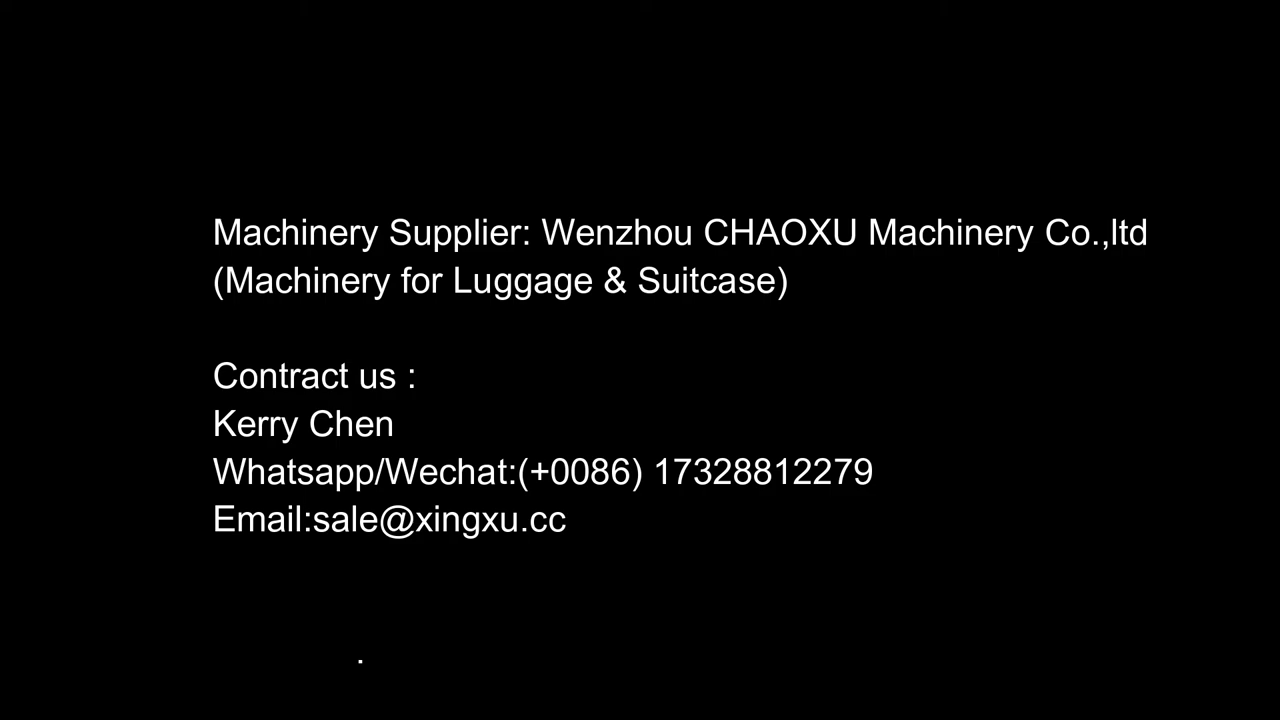 Machinery Supplier: Wenzhou CHAOXU Machinery Co.,ltd
(Machinery for Luggage & Suitcase)
Contract us :
Kerry Chen
Whatsapp/Wechat:(+0086) 17328812279
Email:sale@xingxu.cc
.